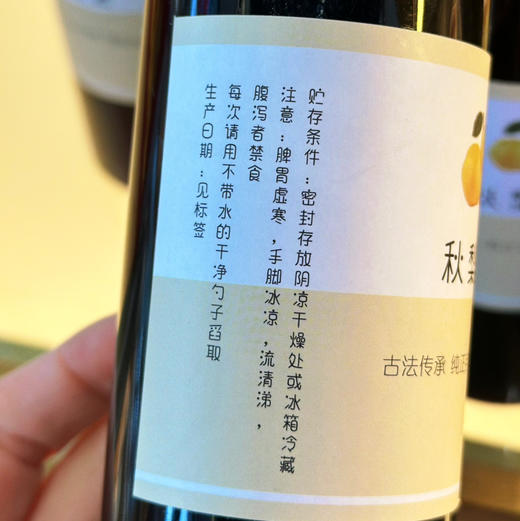 贮存条件:密封存放阴凉干燥处或冰箱冷藏
注意:脾胃虚寒,手脚冰凉,流清涕,
腹泻者禁食
每次请用不带水的干净勺子舀取
生产日期:见标签
秋梨
古法传承 纯正